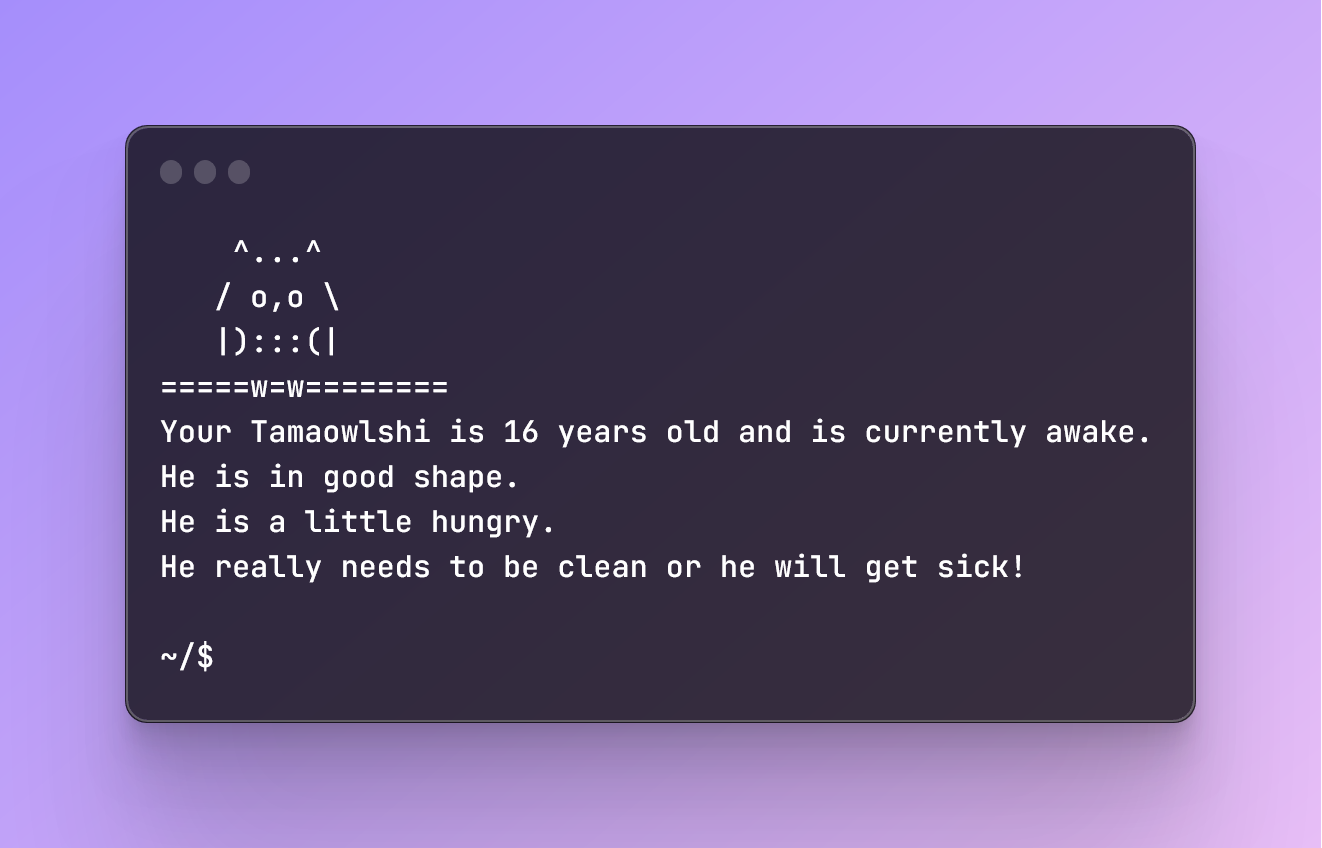 ^...^
   / o,o \
   |):::(|
=====w=w========
Your Tamaowlshi is 16 years old and is currently awake.
He is in good shape.
He is a little hungry.
He really needs to be clean or he will get sick!

~/$